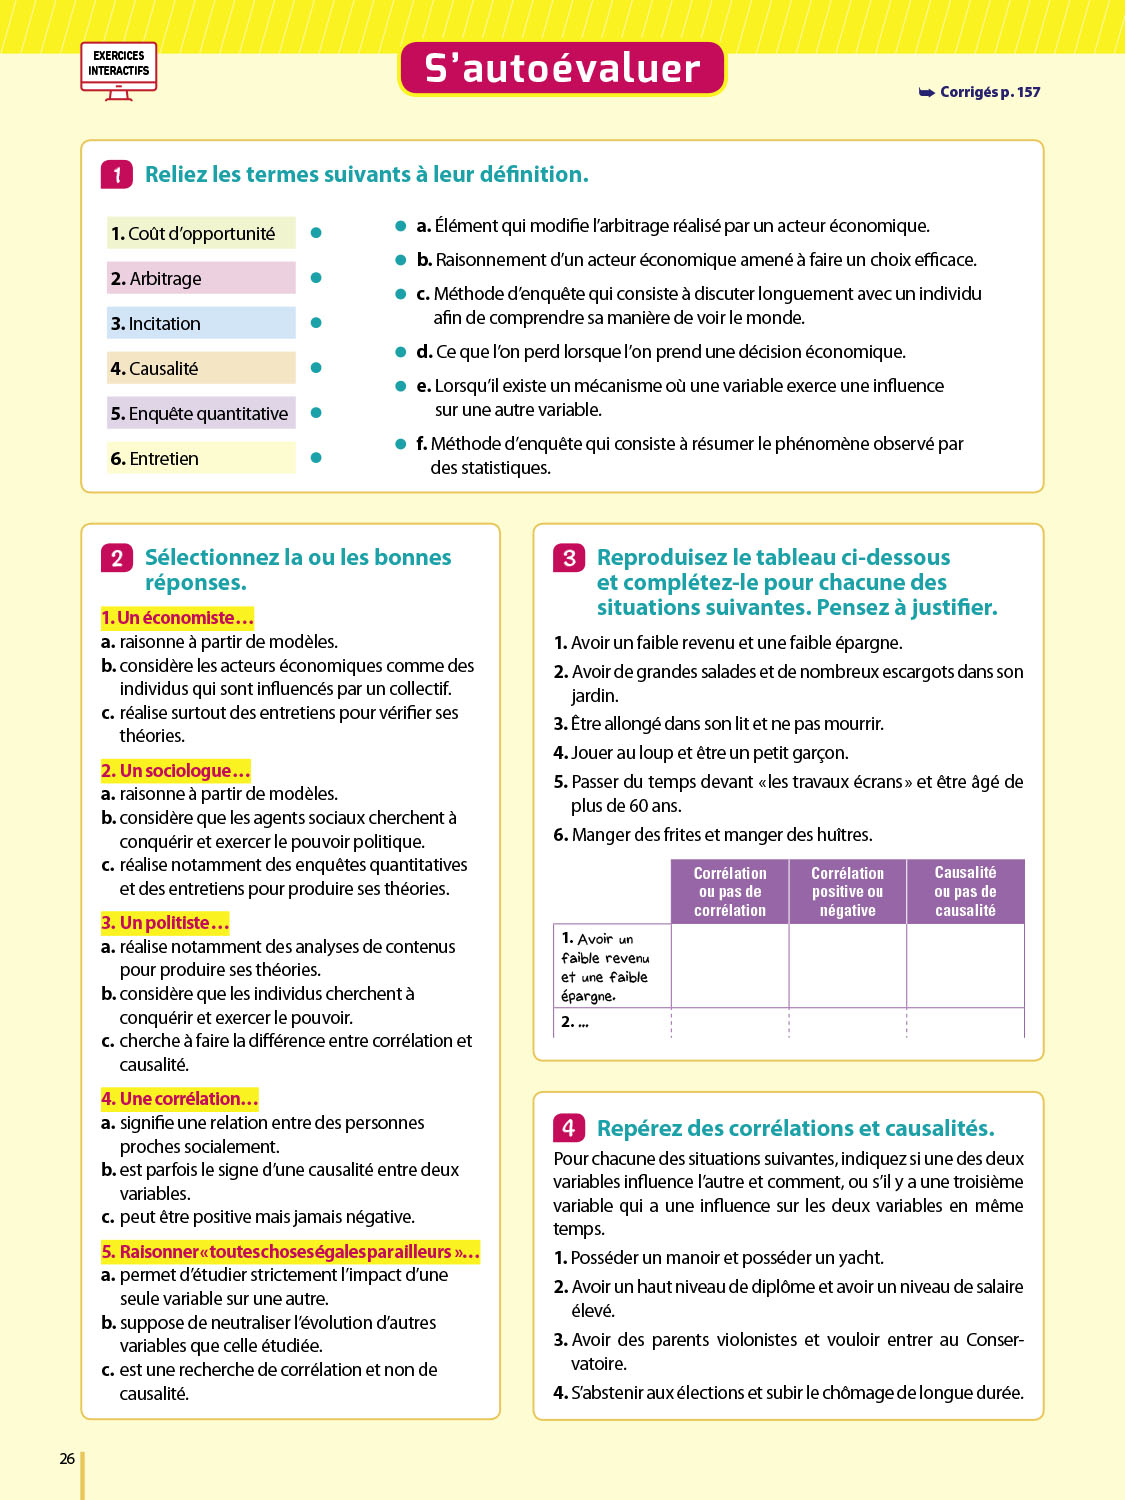 EXERCICES
INTERACTIFS
S'autoévaluer
➥ Corrigés p. 157
1 Reliez les termes suivants à leur définition.
1. Coût d'opportunité
2. Arbitrage
3. Incitation
4. Causalité
5. Enquête quantitative
6. Entretien
a. Élément qui modifie l'arbitrage réalisé par un acteur économique.
b. Raisonnement d'un acteur économique amené à faire un choix efficace.
c. Méthode d'enquête qui consiste à discuter longuement avec un individu
afin de comprendre sa manière de voir le monde.
d. Ce que l'on perd lorsque l'on prend une décision économique.
e. Lorsqu'il existe un mécanisme où une variable exerce une influence
sur une autre variable.
f. Méthode d'enquête qui consiste à résumer le phénomène observé par
des statistiques.
2 Sélectionnez la ou les bonnes
réponses.
1. Un économiste…
a. raisonne à partir de modèles.
b. considère les acteurs économiques comme des
individus qui sont influencés par un collectif.
c. réalise surtout des entretiens pour vérifier ses
théories.
2. Un sociologue…
a. raisonne à partir de modèles.
b. considère que les agents sociaux cherchent à
conquérir et exercer le pouvoir politique.
c. réalise notamment des enquêtes quantitatives
et des entretiens pour produire ses théories.
3. Un politiste…
a. réalise notamment des analyses de contenus
pour produire ses théories.
b. considère que les individus cherchent à
conquérir et exercer le pouvoir.
c. cherche à faire la différence entre corrélation et
causalité.
4. Une corrélation…
a. signifie une relation entre des personnes
proches socialement.
b. est parfois le signe d'une causalité entre deux
variables.
c. peut être positive mais jamais négative.
5. Raisonner « toutes choses égales par ailleurs »…
a. permet d'étudier strictement l'impact d'une
seule variable sur une autre.
b. suppose de neutraliser l'évolution d'autres
variables que celle étudiée.
c. est une recherche de corrélation et non de
causalité.
3 Reproduisez le tableau ci-dessous
et complétez-le pour chacune des
situations suivantes. Pensez à justifier.
1. Avoir un faible revenu et une faible épargne.
2. Avoir de grandes salades et de nombreux escargots dans son
jardin.
3. Être allongé dans son lit et ne pas mourrir.
4. Jouer au loup et être un petit garçon.
5. Passer du temps devant « les travaux écrans » et être âgé de
plus de 60 ans.
6. Manger des frites et manger des huîtres.
Corrélation
ou pas de
corrélation
Corrélation
positive ou
négative
Causalité
ou pas de
causalité
1. Avoir un
faible revenu
et une faible
épargne.
2. ...
4 Repérez des corrélations et causalités.
Pour chacune des situations suivantes, indiquez si une des deux
variables influence l'autre et comment, ou s'il y a une troisième
variable qui a une influence sur les deux variables en même
temps.
1. Posséder un manoir et posséder un yacht.
2. Avoir un haut niveau de diplôme et avoir un niveau de salaire
élevé.
3. Avoir des parents violonistes et vouloir entrer au Conser-
vatoire.
4. S'abstenir aux élections et subir le chômage de longue durée.
26